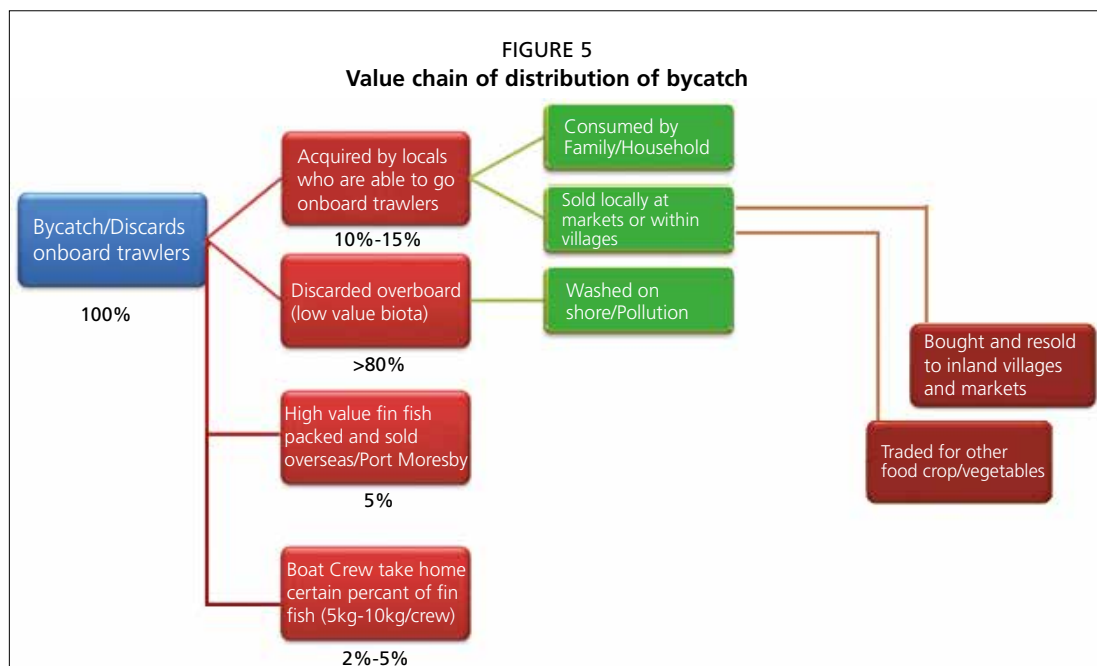 FIGURE 5
Value chain of distribution of bycatch
Bycatch/Discards
onboard trawlers
100%
Acquired by locals
who are able to go
onboard trawlers
10%-15%
Discarded overboard
(low value biota)
>80%
High value fin fish
packed and sold
overseas/Port Moresby
5%
Boat Crew take home
certain percent of fin
fish (5kg-10kg/crew)
2%-5%
Consumed by
Family/Household
Sold locally at
markets or within
villages
Washed on
shore/Pollution
Bought and resold
to inland villages
and markets
Traded for other
food crop/vegetables